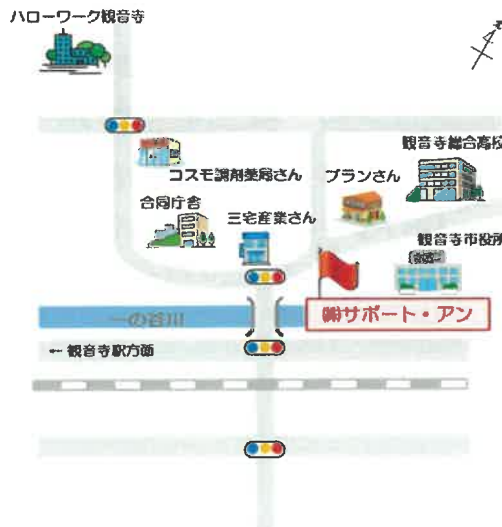 ハローワーク観音寺
コスモ調剤薬局さん
観音寺総合高校
プランさん
合同庁舎
三宅産業さん
観音寺市役所
一の谷川
㈱サポート・アン
← 観音寺駅方面